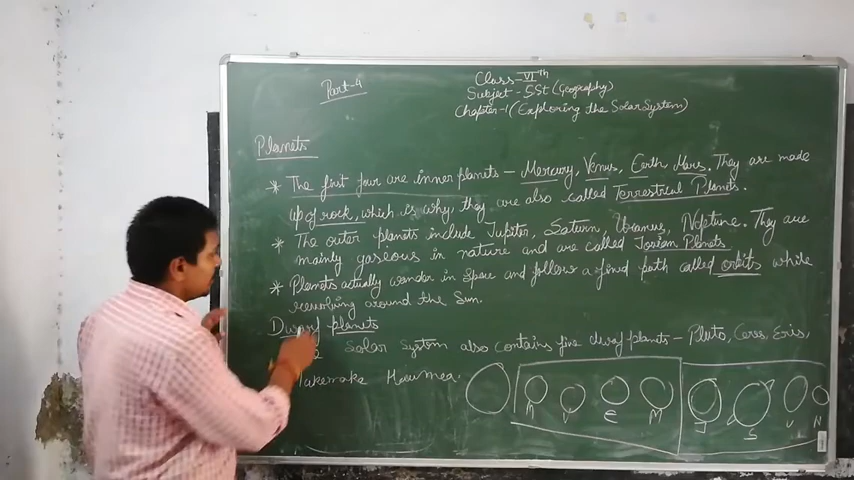 Part-4
Class-VIth
Subject - SSt (Geography)
Chapter-1 (Exploring the Solar System)
Planets
* The first four are inner planets - Mercury, Venus, Earth, Mars. They are made
up of rock, which is why, they are also called Terrestrial Planets.
* The outer planets include Jupiter, Saturn, Uranus, Neptune. They are
mainly gaseous in nature and are called Jovian Planets
* Planets actually wander in space and follow a fixed path called orbits while
revolving around the Sun.
Dwarf planets
Solar System also contains five dwarf planets - Pluto, Ceres, Eris,
Makemake Haumea.
M V E M J S U N